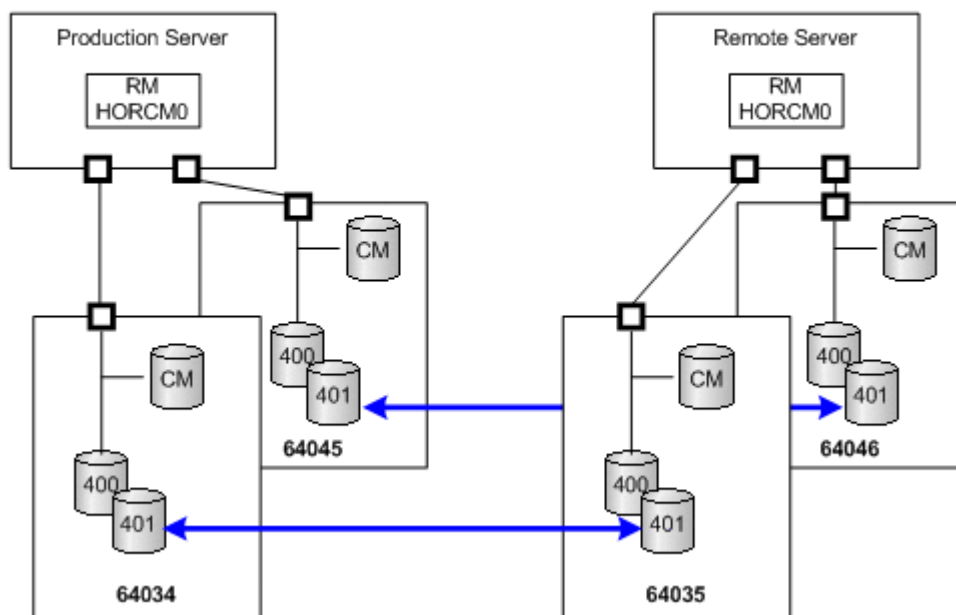 Production Server
RM
HORCM0
Remote Server
RM
HORCM0
CM
400
401
64045
CM
400
401
64046
CM
400
401
64034
CM
400
401
64035